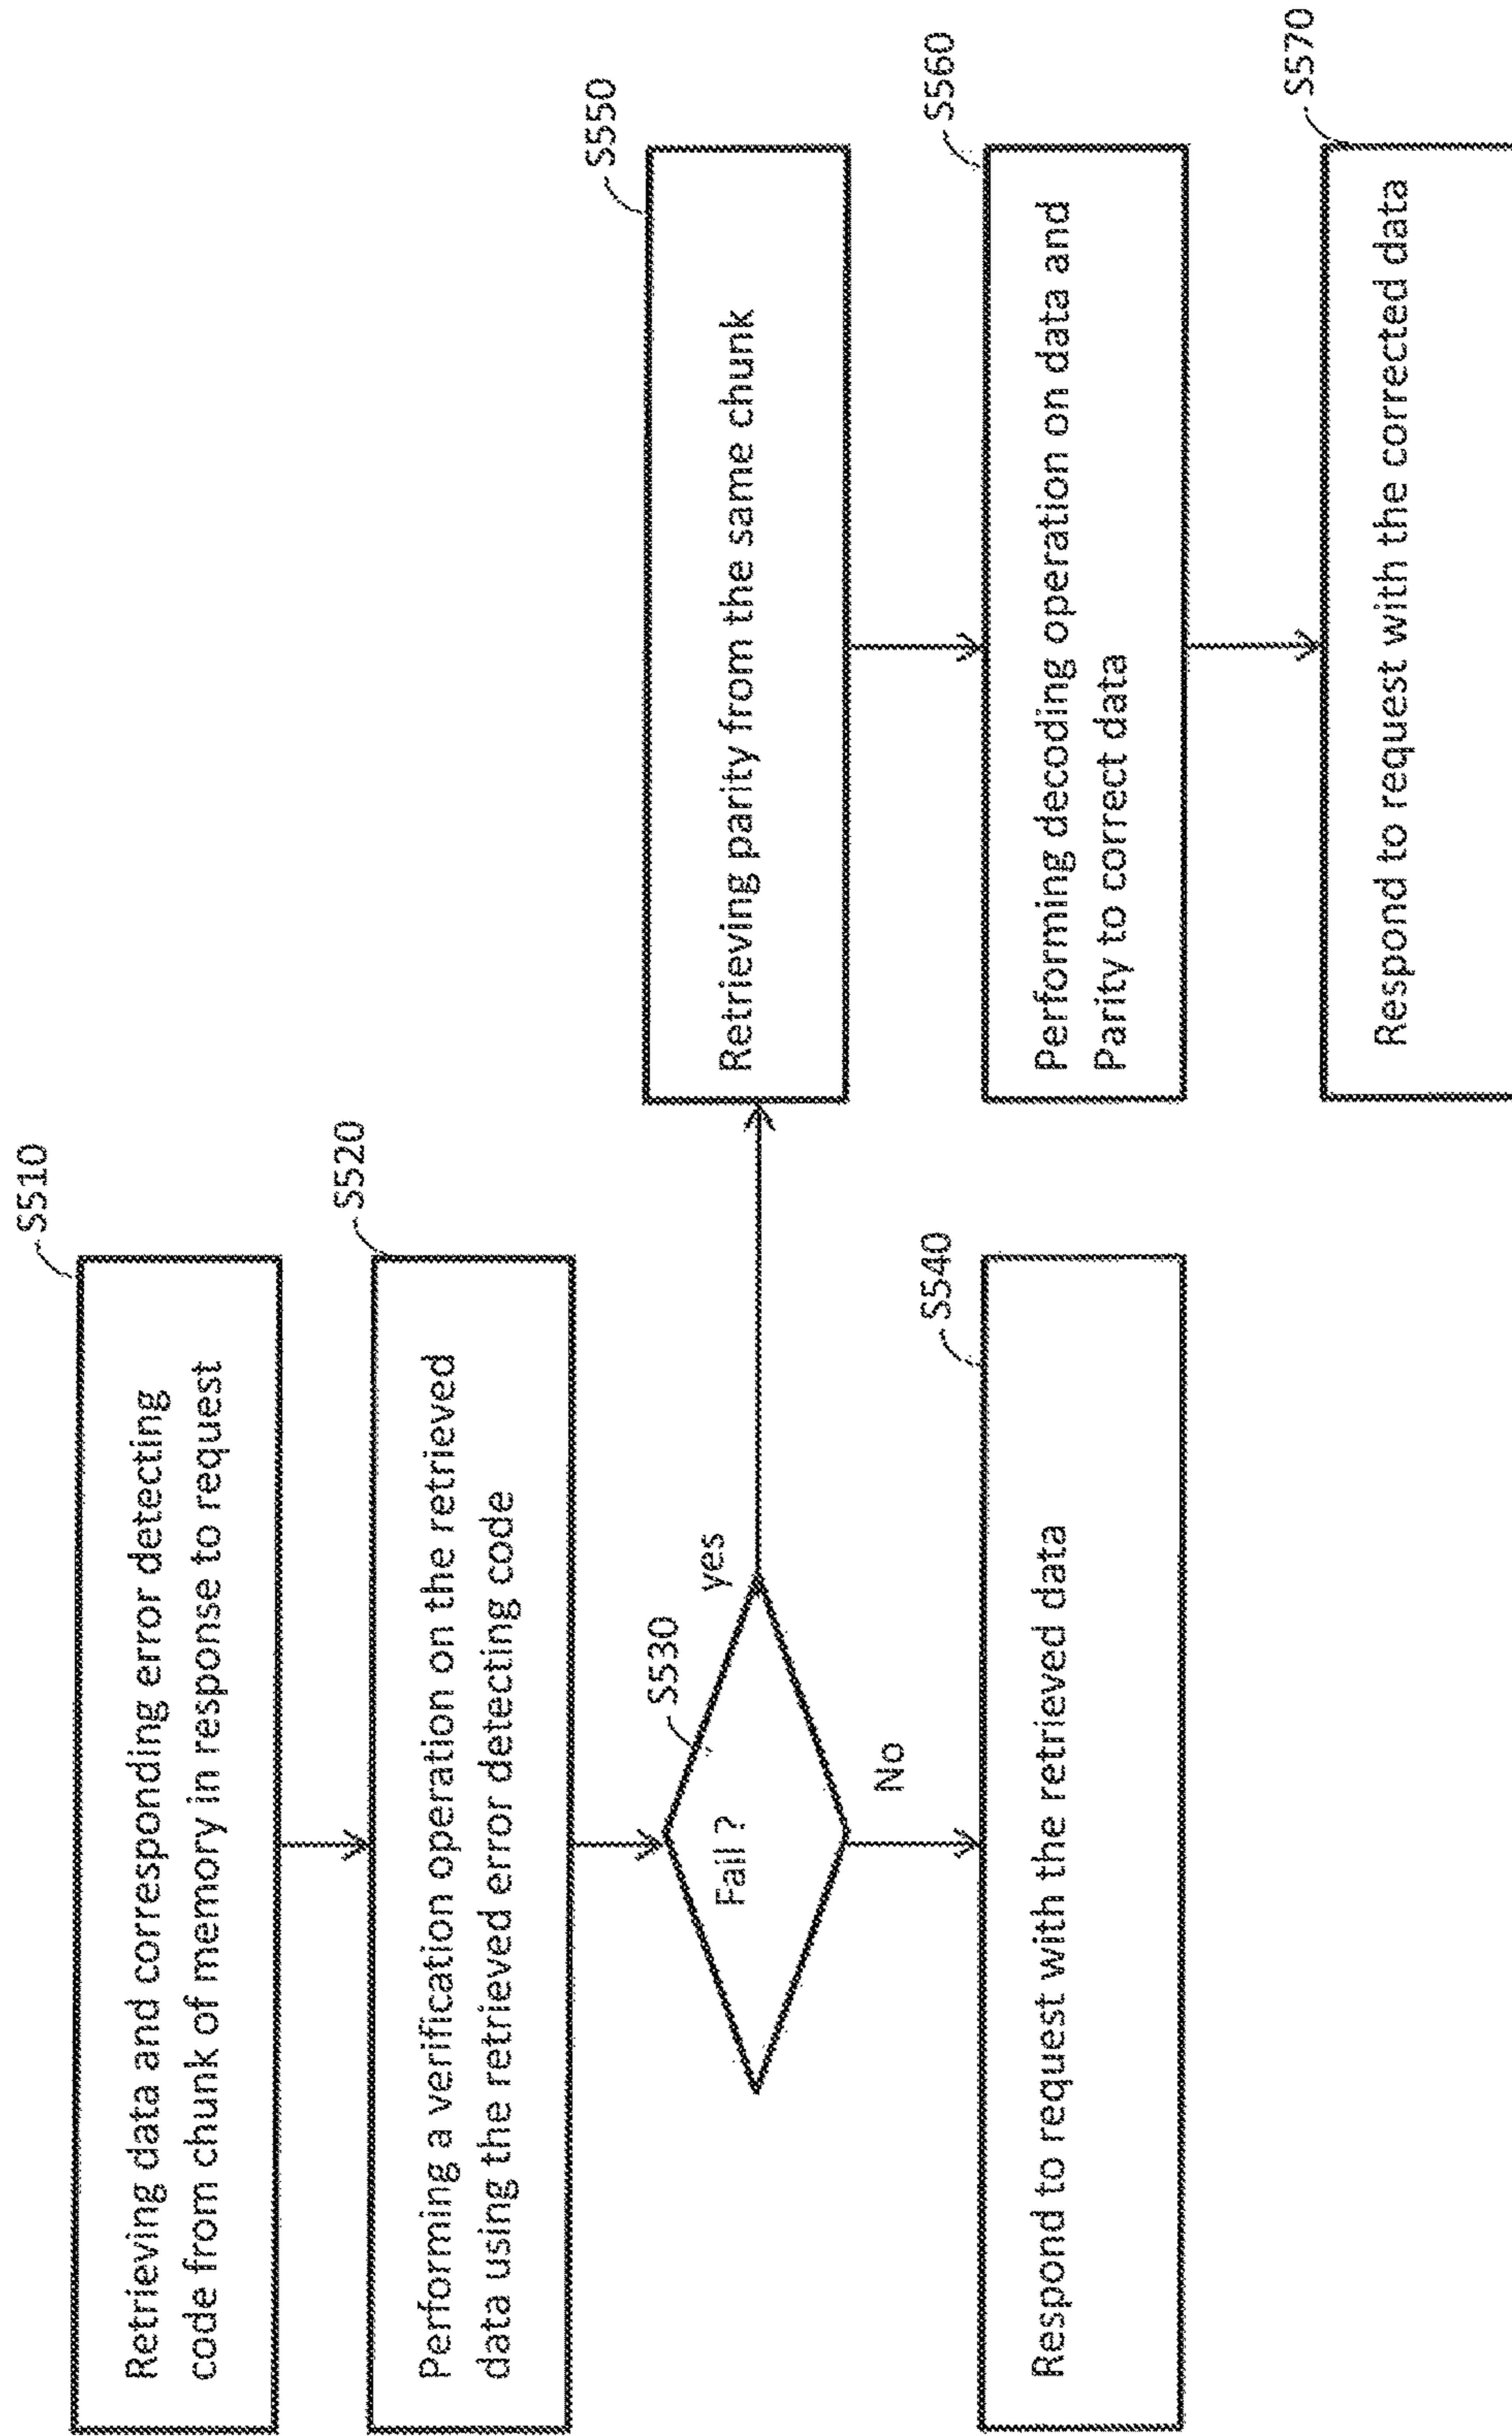 S510
Retrieving data and corresponding error detecting
code from chunk of memory in response to request
S520
Performing a verification operation on the retrieved
data using the retrieved error detecting code
S530
Fail ?
yes
No
S540
Respond to request with the retrieved data
S550
Retrieving parity from the same chunk
S560
Performing decoding operation on data and
Parity to correct data
S570
Respond to request with the corrected data